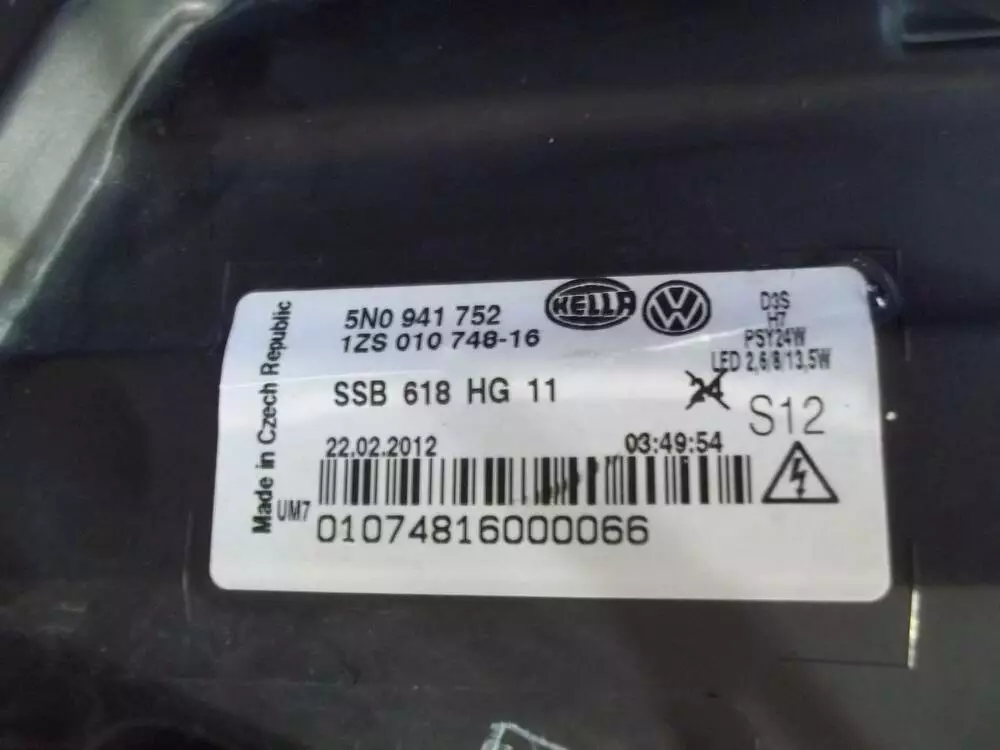 5N0 941 752
1ZS 010 748-16
HELLA
VW
D3S
H7
PSY24W
LED 2,6/8/13,5W
SSB 618 HG 11
24
S12
22.02.2012
03:49:54
Made in Czech Republic
UM7
01074816000066